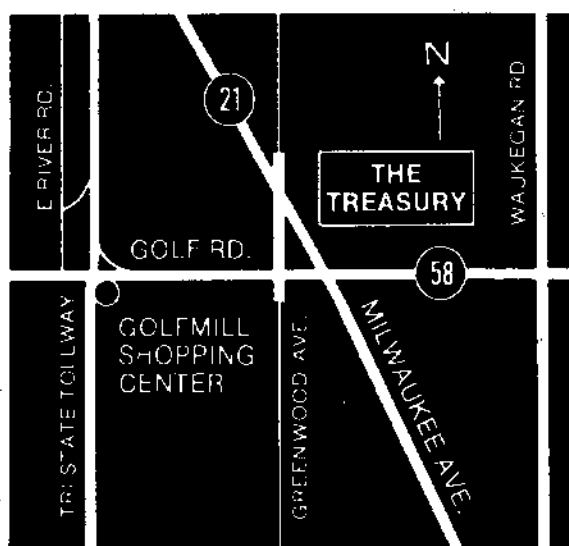 N
21
E RIVER RD.
WAUKEGAN RD
THE
TREASURY
GOLF RD.
58
GOLFMILL
SHOPPING
CENTER
TRI STATE TOLLWAY
GREENWOOD AVE.
MILWAUKEE AVE.